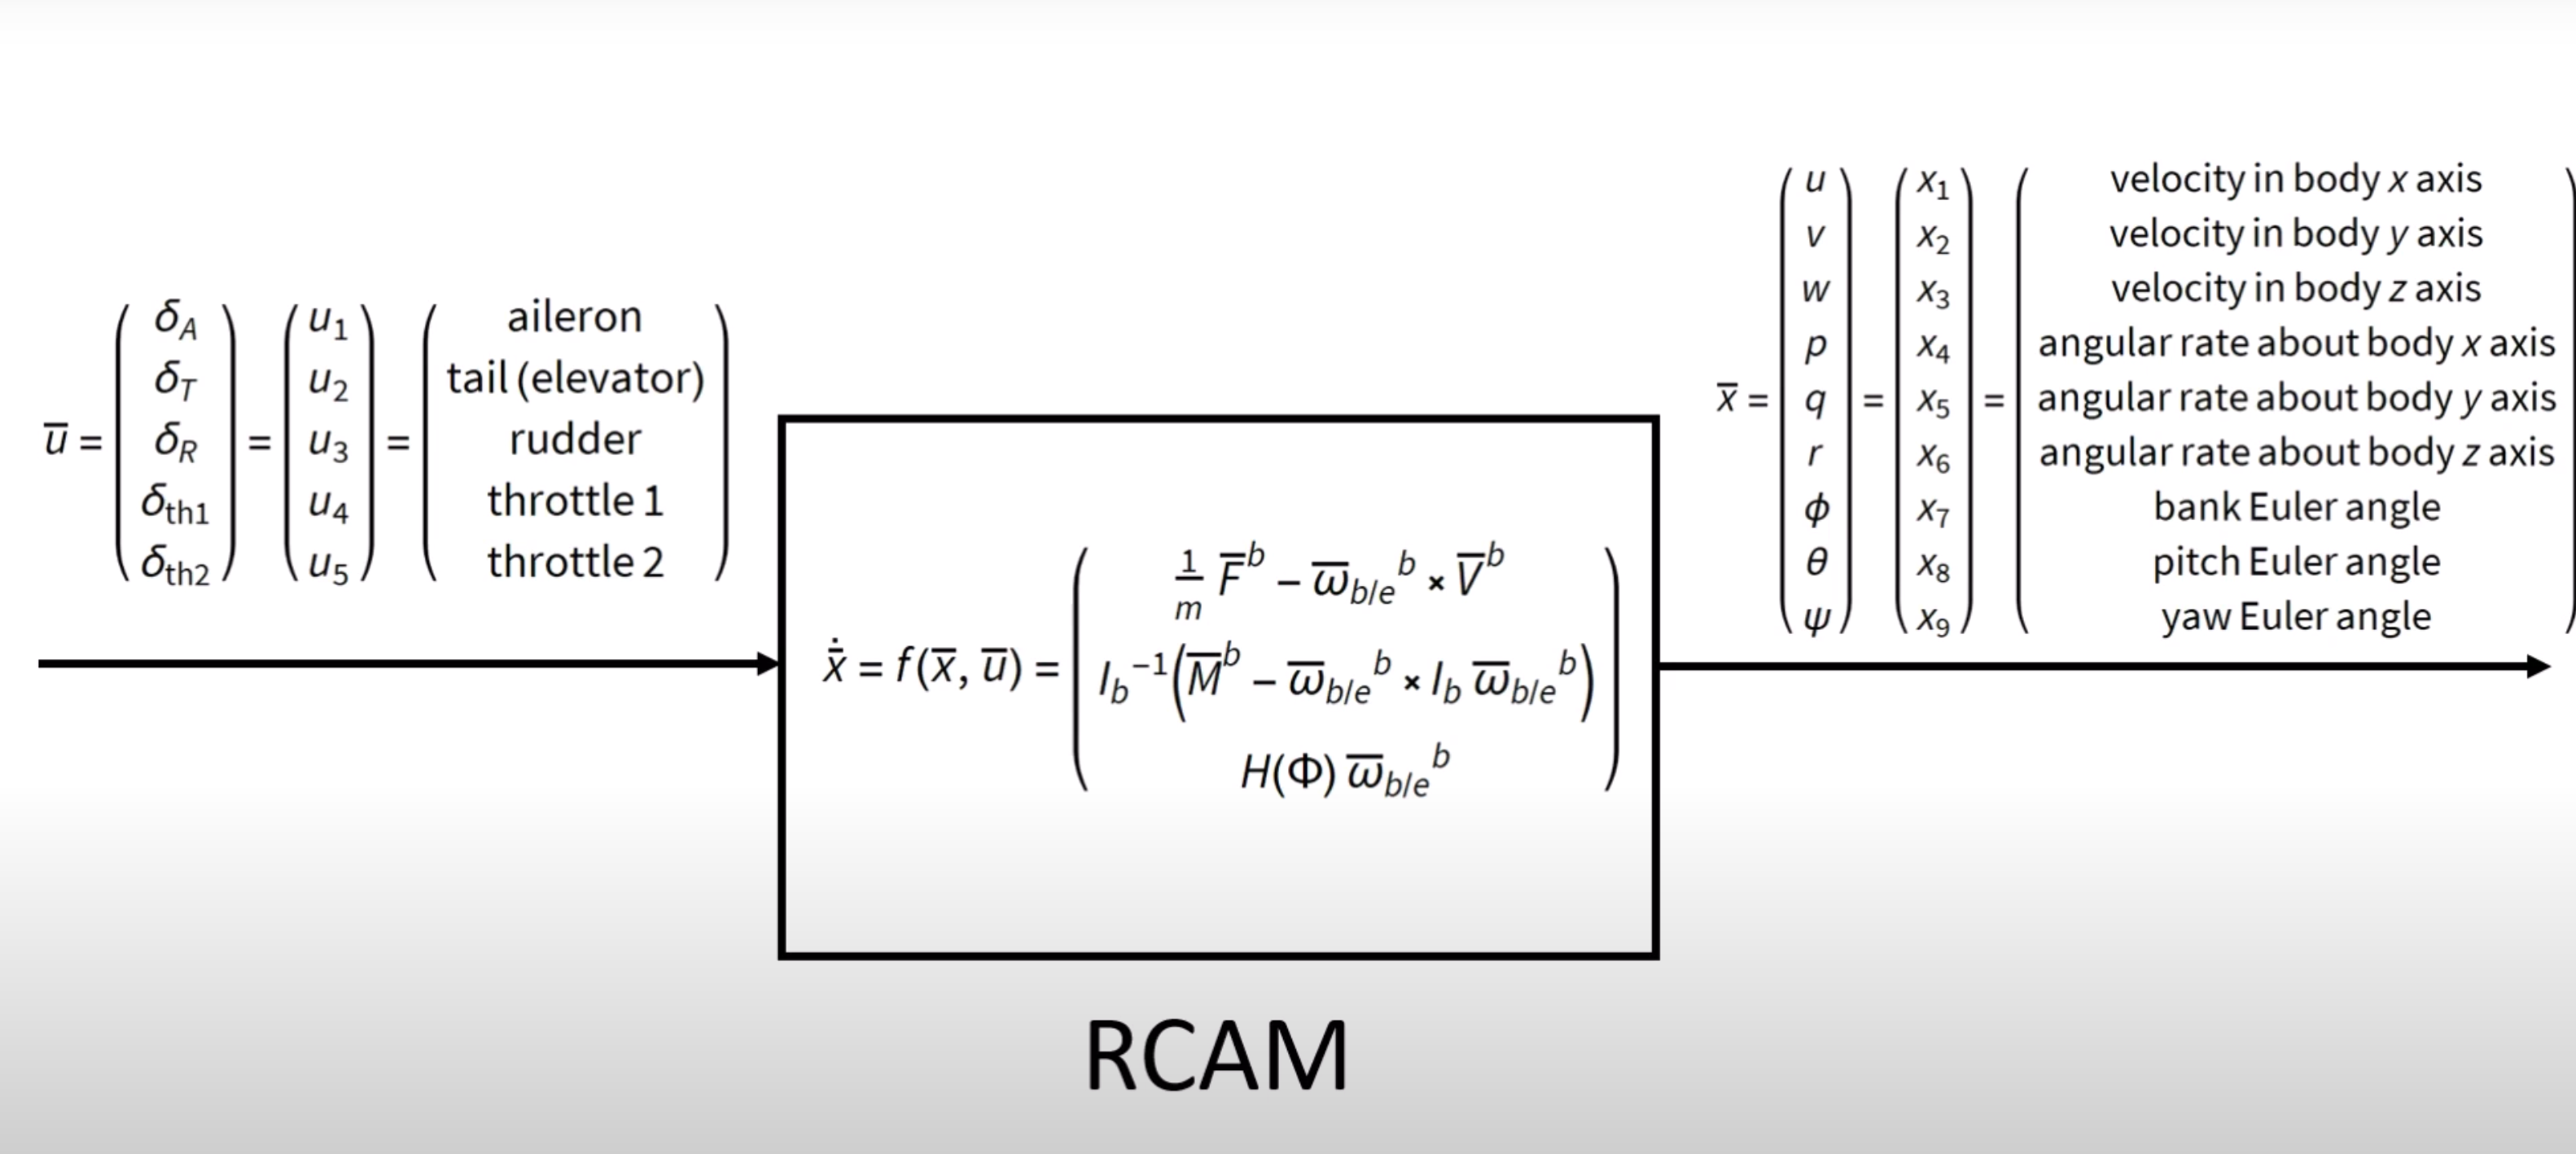 u̅ = ( δ_A δ_T δ_R δ_th1 δ_th2 ) = ( u_1 u_2 u_3 u_4 u_5 ) = ( aileron
tail (elevator)
rudder
throttle 1
throttle 2 )
ẋ̅ = f(x̅, u̅) = ( 1/m F̅^b − ω̅_b/e^b × V̅^b
I_b^−1 (M̅^b − ω̅_b/e^b × I_b ω̅_b/e^b)
H(Φ) ω̅_b/e^b )
x̅ = ( u v w p q r ϕ θ ψ ) = ( x_1 x_2 x_3 x_4 x_5 x_6 x_7 x_8 x_9 ) = ( velocity in body x axis
velocity in body y axis
velocity in body z axis
angular rate about body x axis
angular rate about body y axis
angular rate about body z axis
bank Euler angle
pitch Euler angle
yaw Euler angle )
RCAM